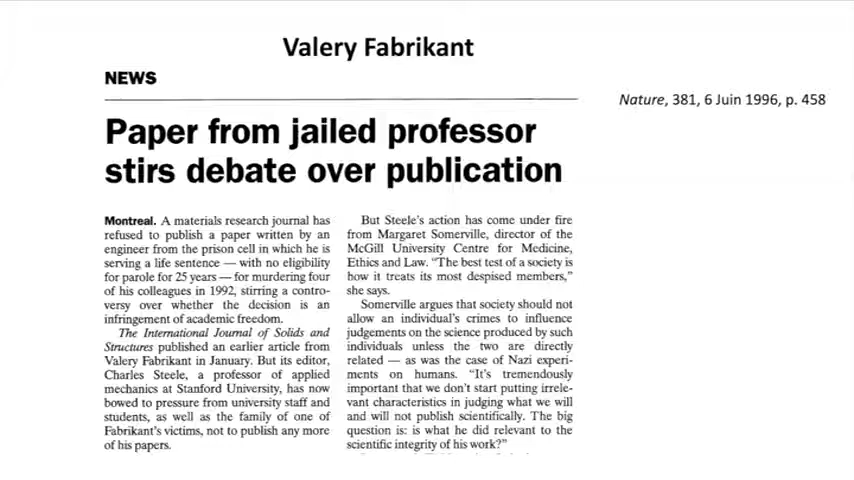 Valery Fabrikant
NEWS
Nature, 381, 6 Juin 1996, p. 458
Paper from jailed professor
stirs debate over publication
Montreal. A materials research journal has
refused to publish a paper written by an
engineer from the prison cell in which he is
serving a life sentence — with no eligibility
for parole for 25 years — for murdering four
of his colleagues in 1992, stirring a contro-
versy over whether the decision is an
infringement of academic freedom.
The International Journal of Solids and
Structures published an earlier article from
Valery Fabrikant in January. But its editor,
Charles Steele, a professor of applied
mechanics at Stanford University, has now
bowed to pressure from university staff and
students, as well as the family of one of
Fabrikant's victims, not to publish any more
of his papers.
But Steele's action has come under fire
from Margaret Somerville, director of the
McGill University Centre for Medicine,
Ethics and Law. "The best test of a society is
how it treats its most despised members,"
she says.
Somerville argues that society should not
allow an individual's crimes to influence
judgements on the science produced by such
individuals unless the two are directly
related — as was the case of Nazi experi-
ments on humans. "It's tremendously
important that we don't start putting irrele-
vant characteristics in judging what we will
and will not publish scientifically. The big
question is: is what he did relevant to the
scientific integrity of his work?"